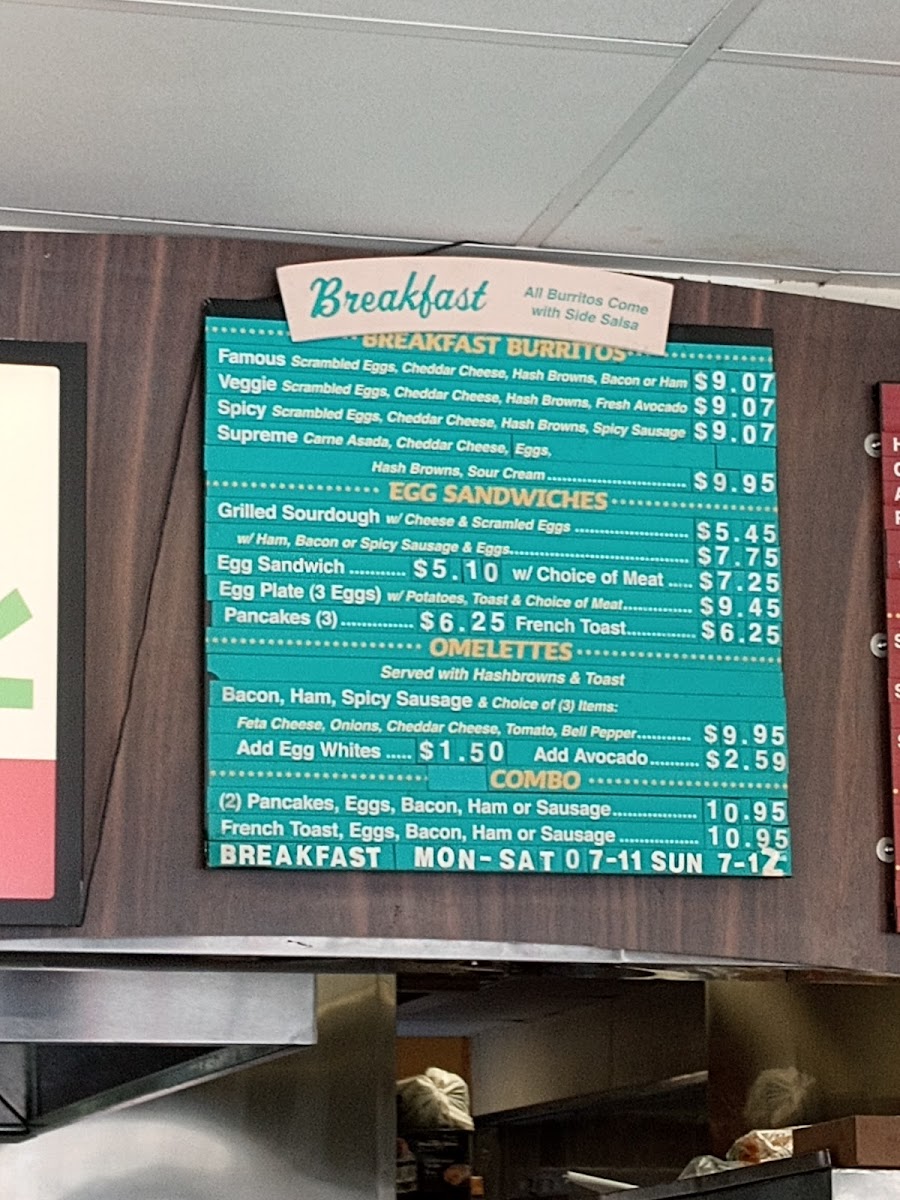 Breakfast
All Burritos Come
with Side Salsa
BREAKFAST BURRITOS
Famous Scrambled Eggs, Cheddar Cheese, Hash Browns, Bacon or Ham $9.07
Veggie Scrambled Eggs, Cheddar Cheese, Hash Browns, Fresh Avocado $9.07
Spicy Scrambled Eggs, Cheddar Cheese, Hash Browns, Spicy Sausage $9.07
Supreme Carne Asada, Cheddar Cheese, Eggs,
Hash Browns, Sour Cream $9.95
EGG SANDWICHES
Grilled Sourdough w/ Cheese & Scramled Eggs $5.45
w/ Ham, Bacon or Spicy Sausage & Eggs $7.75
Egg Sandwich $5.10 w/ Choice of Meat $7.25
Egg Plate (3 Eggs) w/ Potatoes, Toast & Choice of Meat $9.45
Pancakes (3) $6.25 French Toast $6.25
OMELETTES
Served with Hashbrowns & Toast
Bacon, Ham, Spicy Sausage & Choice of (3) Items:
Feta Cheese, Onions, Cheddar Cheese, Tomato, Bell Pepper $9.95
Add Egg Whites $1.50 Add Avocado $2.59
COMBO
(2) Pancakes, Eggs, Bacon, Ham or Sausage 10.95
French Toast, Eggs, Bacon, Ham or Sausage 10.95
BREAKFAST MON-SAT 0 7-11 SUN 7-12